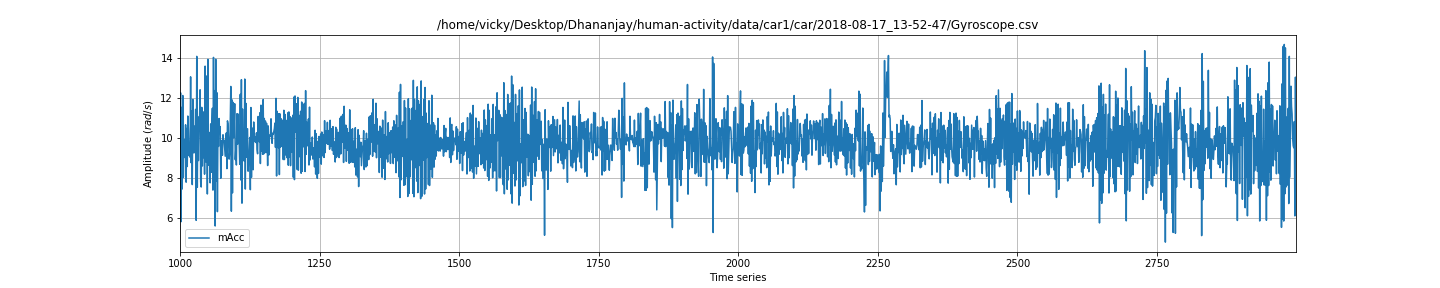 /home/vicky/Desktop/Dhananjay/human-activity/data/car1/car/2018-08-17_13-52-47/Gyroscope.csv
14
12
10
8
6
Amplitude (rad/s)
mAcc
1000 1250 1500 1750 2000 2250 2500 2750
Time series